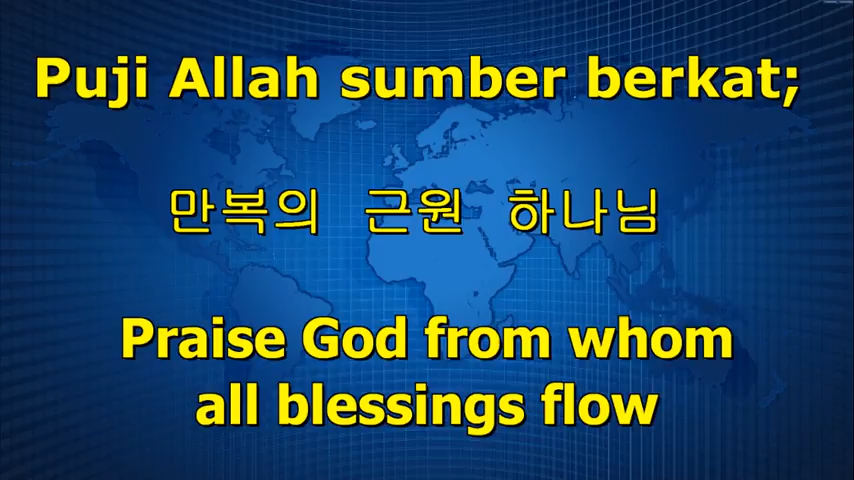 Puji Allah sumber berkat;
만복의 근원 하나님
Praise God from whom
all blessings flow